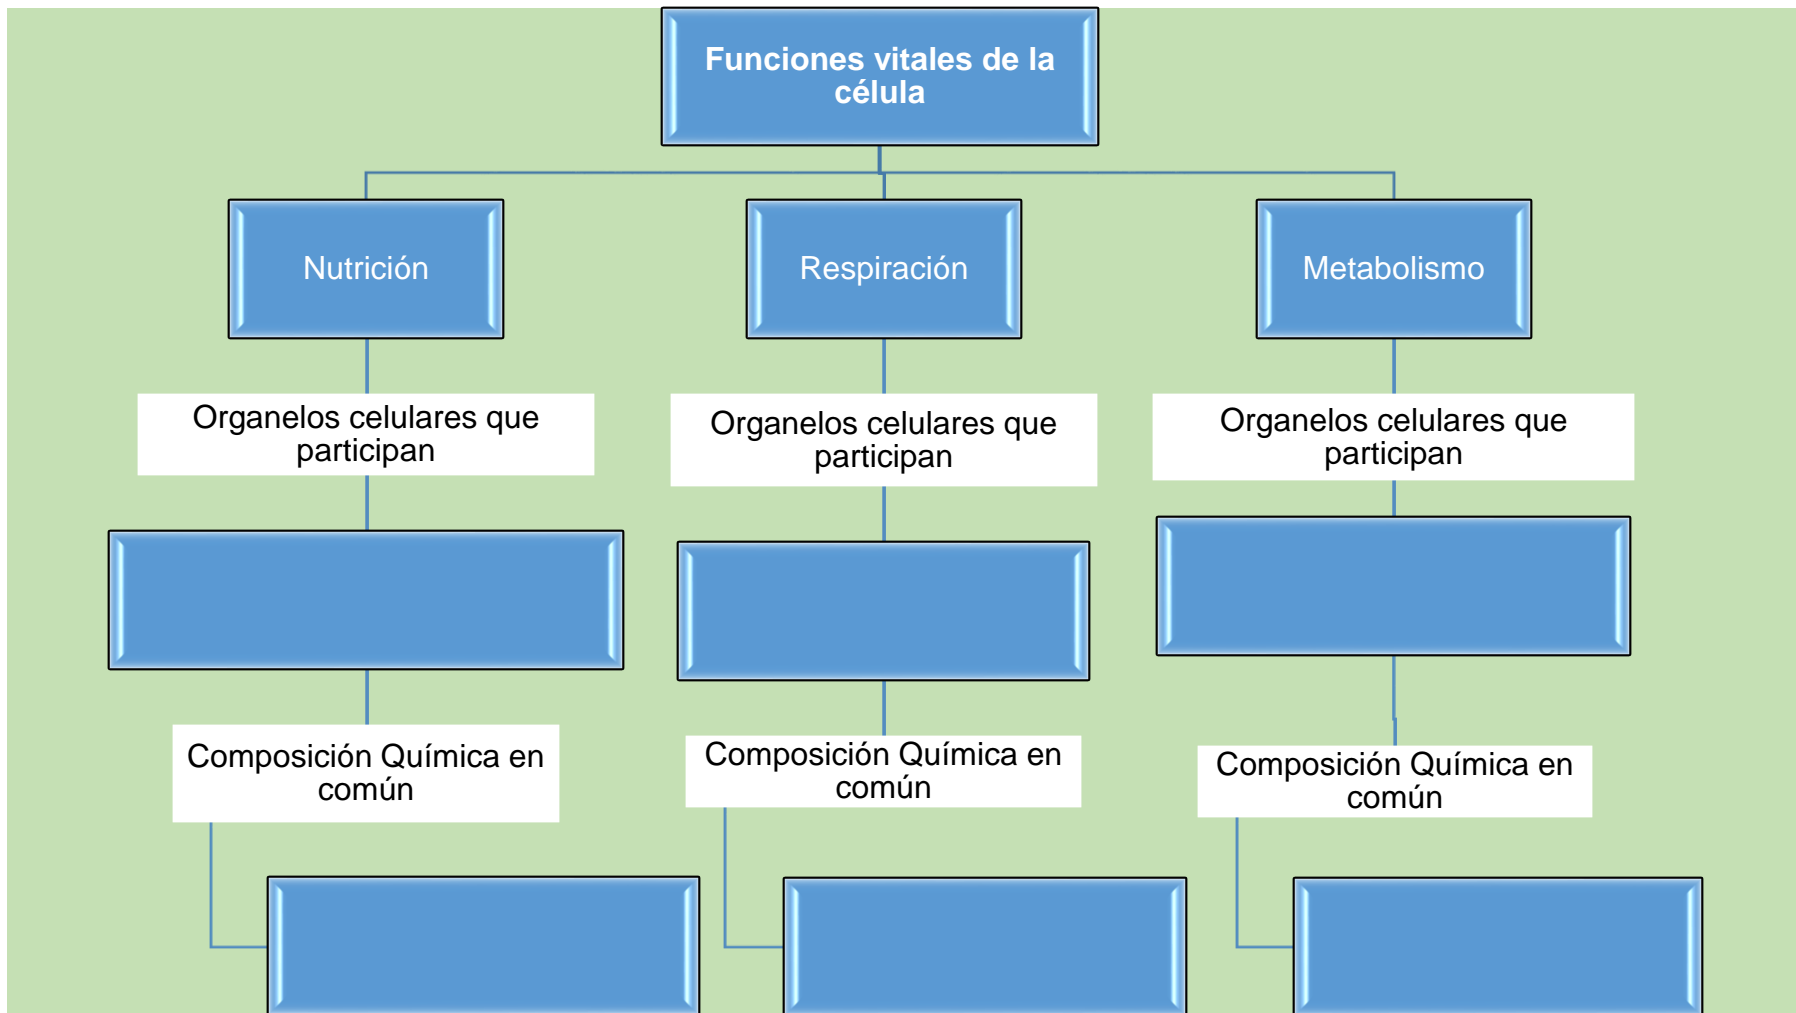 Funciones vitales de la
célula
Nutrición
Respiración
Metabolismo
Organelos celulares que
participan
Organelos celulares que
participan
Organelos celulares que
participan
Composición Química en
común
Composición Química en
común
Composición Química en
común